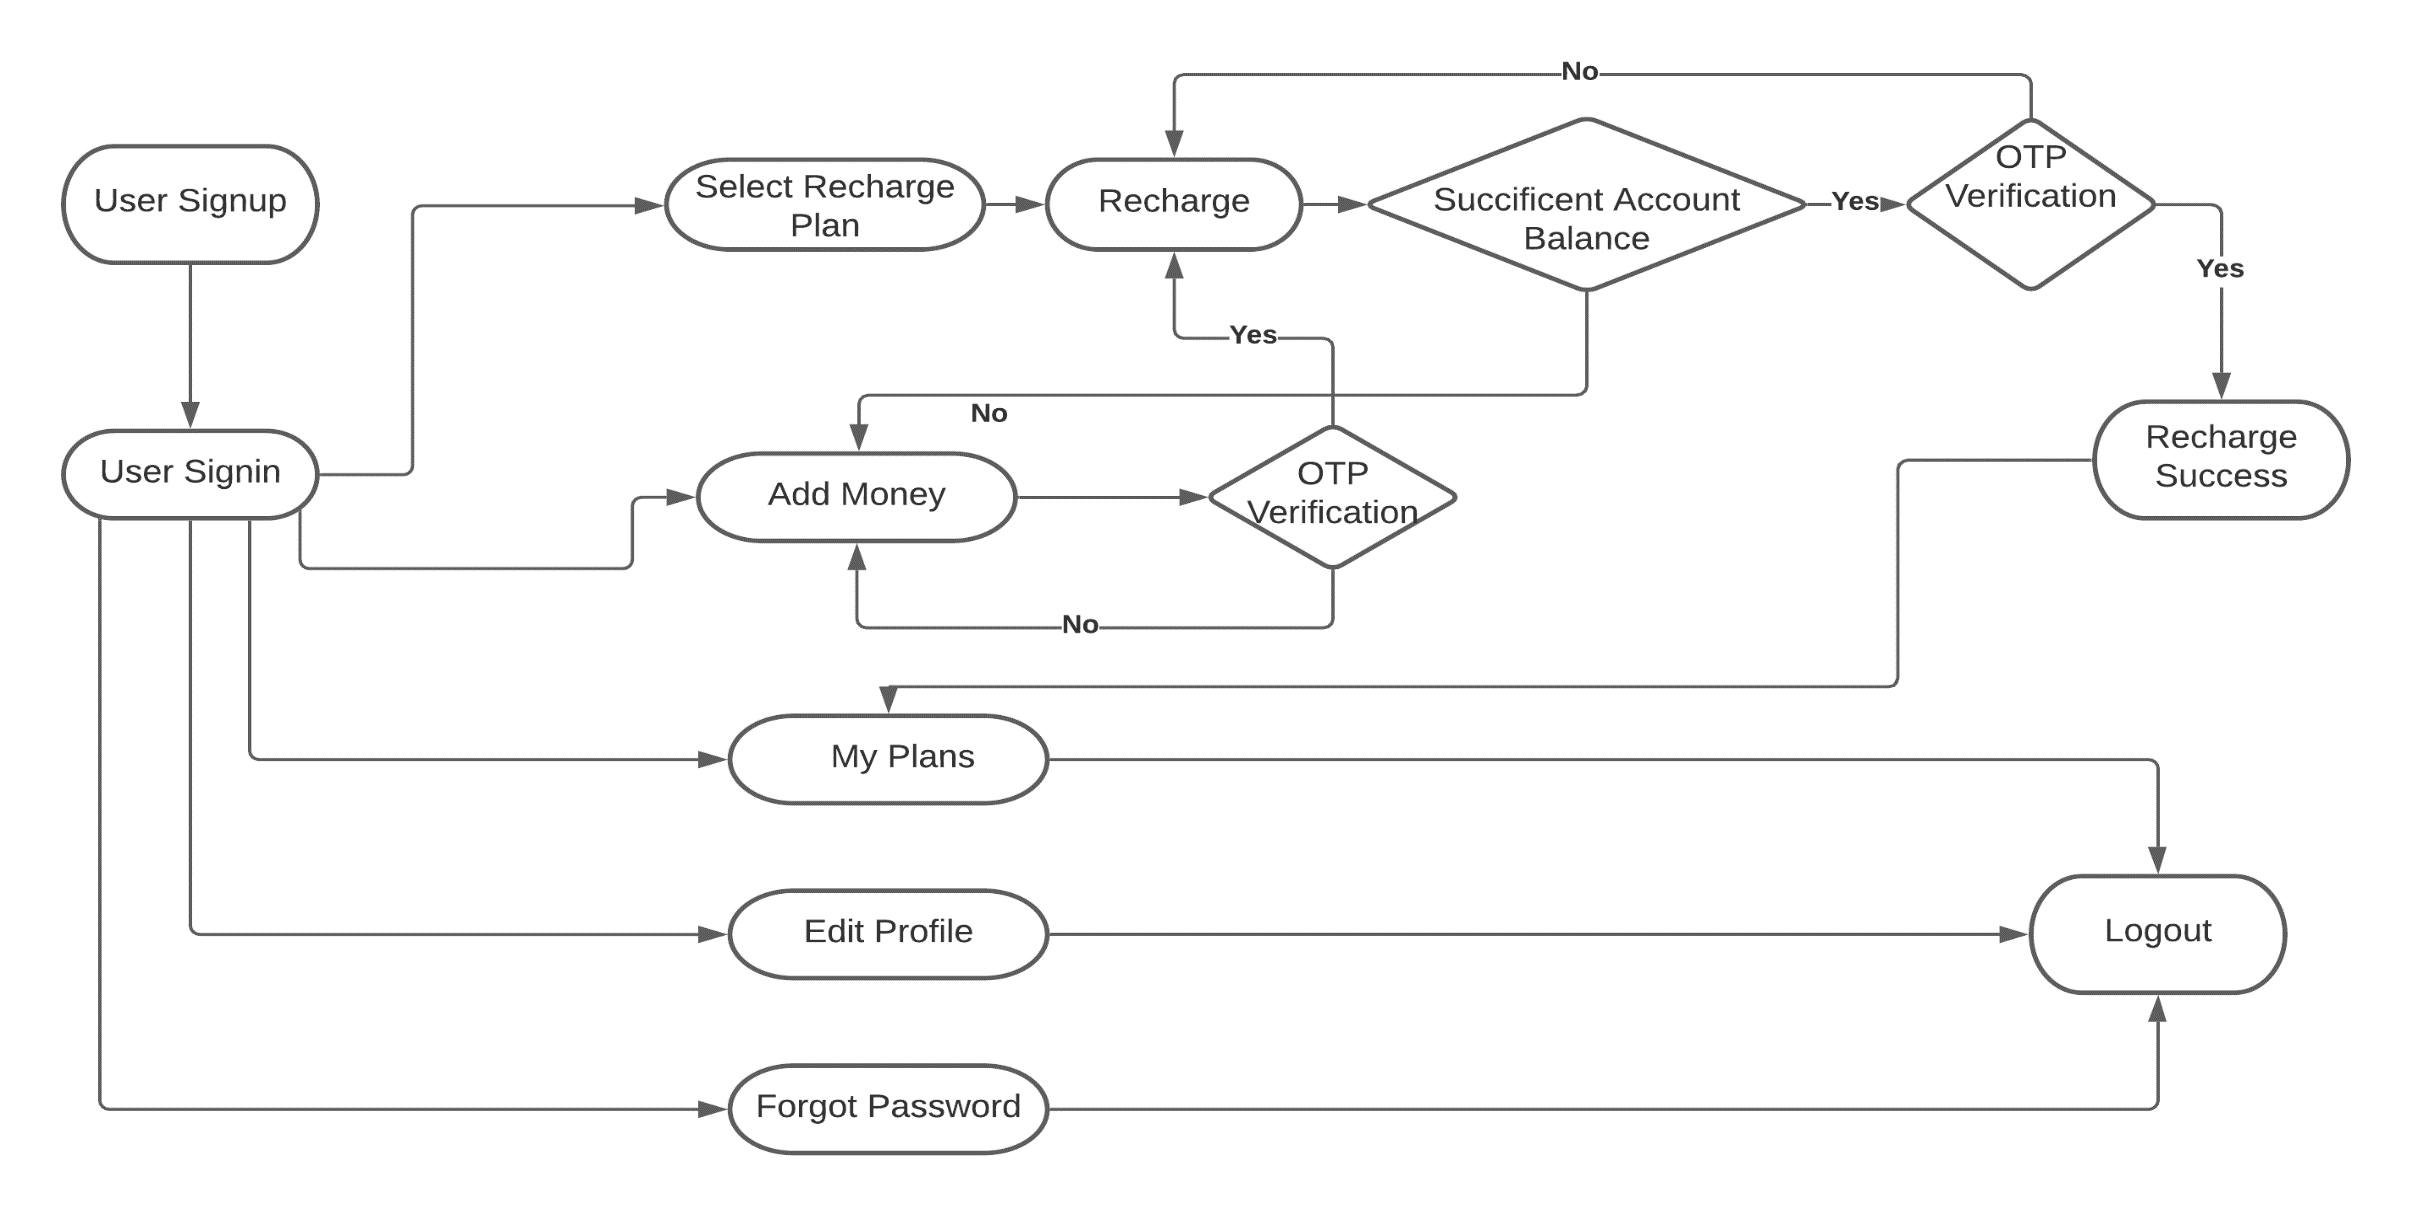 No
User Signup
Select Recharge
Plan
Recharge
Succificent Account
Balance
Yes
OTP
Verification
Yes
Yes
No
User Signin
Add Money
OTP
Verification
Recharge
Success
No
My Plans
Edit Profile
Logout
Forgot Password